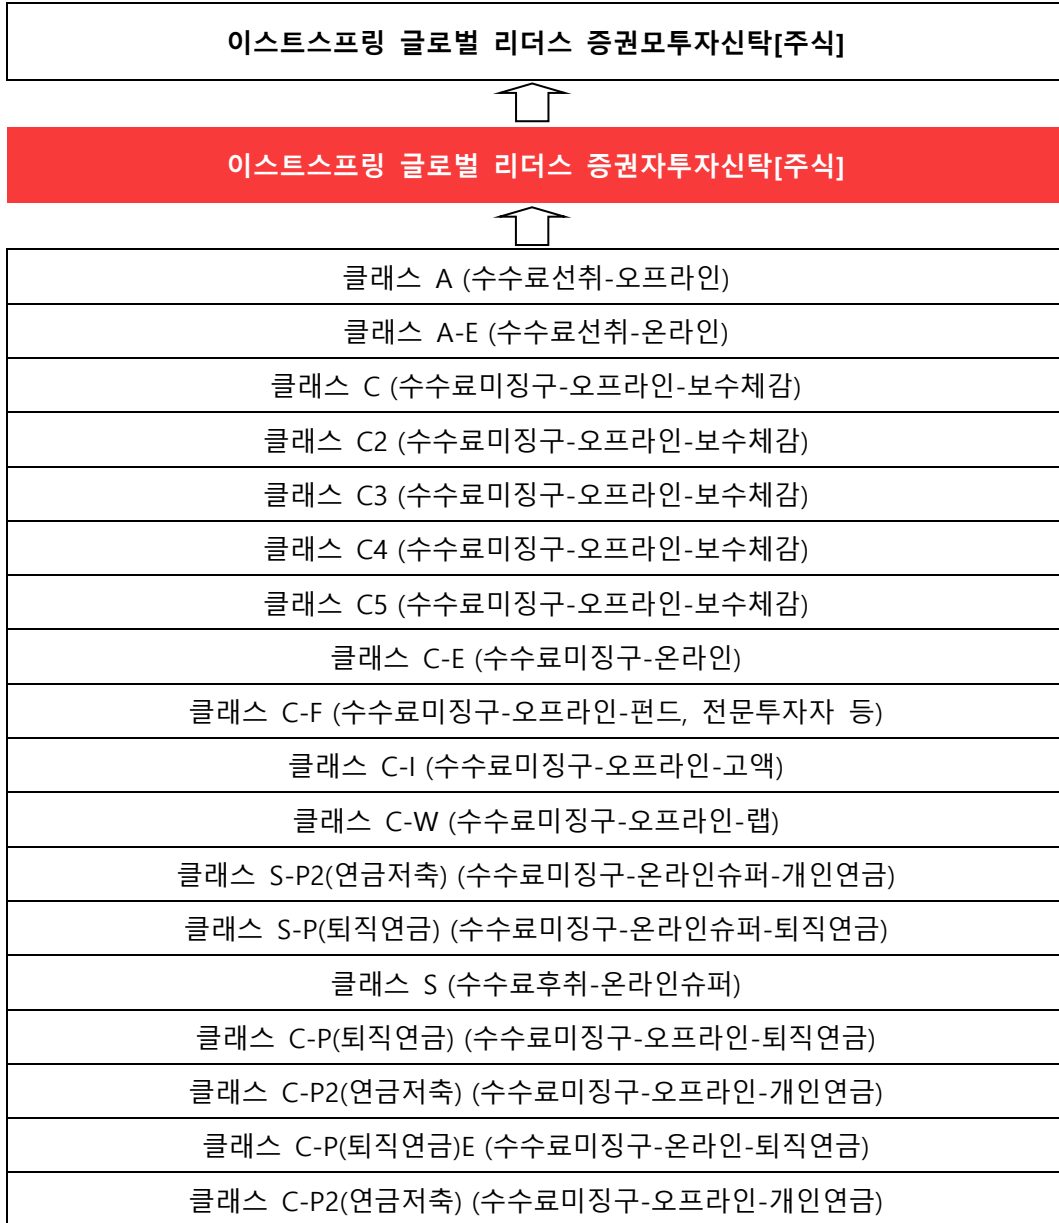 이스트스프링 글로벌 리더스 증권모투자신탁[주식]
이스트스프링 글로벌 리더스 증권자투자신탁[주식]
클래스 A (수수료선취-오프라인)
클래스 A-E (수수료선취-온라인)
클래스 C (수수료미징구-오프라인-보수체감)
클래스 C2 (수수료미징구-오프라인-보수체감)
클래스 C3 (수수료미징구-오프라인-보수체감)
클래스 C4 (수수료미징구-오프라인-보수체감)
클래스 C5 (수수료미징구-오프라인-보수체감)
클래스 C-E (수수료미징구-온라인)
클래스 C-F (수수료미징구-오프라인-펀드, 전문투자자 등)
클래스 C-I (수수료미징구-오프라인-고액)
클래스 C-W (수수료미징구-오프라인-랩)
클래스 S-P2(연금저축) (수수료미징구-온라인슈퍼-개인연금)
클래스 S-P(퇴직연금) (수수료미징구-온라인슈퍼-퇴직연금)
클래스 S (수수료후취-온라인슈퍼)
클래스 C-P(퇴직연금) (수수료미징구-오프라인-퇴직연금)
클래스 C-P2(연금저축) (수수료미징구-오프라인-개인연금)
클래스 C-P(퇴직연금)E (수수료미징구-온라인-퇴직연금)
클래스 C-P2(연금저축) (수수료미징구-오프라인-개인연금)